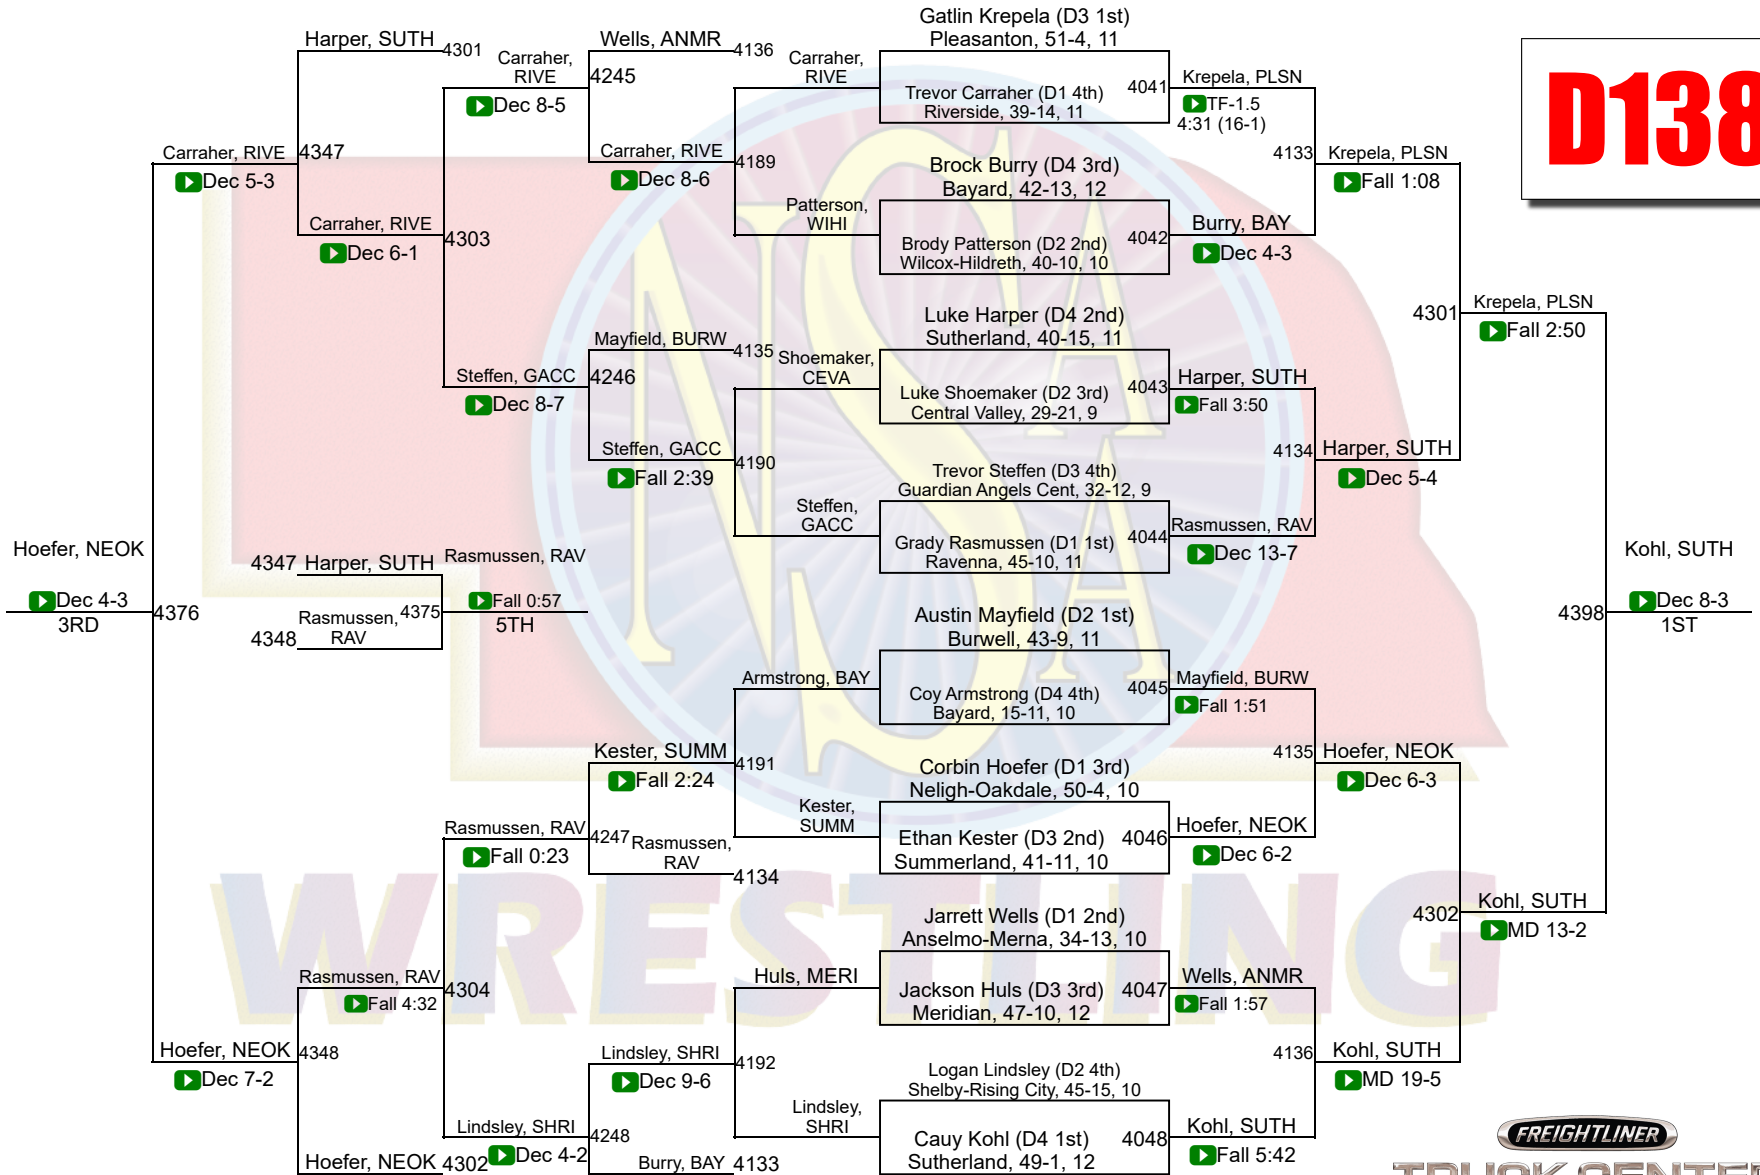 Gatlin Krepela (D3 1st)
Pleasanton, 51-4, 11
Trevor Carraher (D1 4th)
Riverside, 39-14, 11
4041
Brock Burry (D4 3rd)
Bayard, 42-13, 12
Brody Patterson (D2 2nd)
Wilcox-Hildreth, 40-10, 10
4042
Luke Harper (D4 2nd)
Sutherland, 40-15, 11
Luke Shoemaker (D2 3rd)
Central Valley, 29-21, 9
4043
Trevor Steffen (D3 4th)
Guardian Angels Cent, 32-12, 9
Grady Rasmussen (D1 1st)
Ravenna, 45-10, 11
4044
Austin Mayfield (D2 1st)
Burwell, 43-9, 11
Coy Armstrong (D4 4th)
Bayard, 15-11, 10
4045
Corbin Hoefer (D1 3rd)
Neligh-Oakdale, 50-4, 10
Ethan Kester (D3 2nd)
Summerland, 41-11, 10
4046
Jarrett Wells (D1 2nd)
Anselmo-Merna, 34-13, 10
Jackson Huls (D3 3rd)
Meridian, 47-10, 12
4047
Logan Lindsley (D2 4th)
Shelby-Rising City, 45-15, 10
Cauy Kohl (D4 1st)
Sutherland, 49-1, 12
4048
Krepela, PLSN
TF-1.5
4:31 (16-1)
4133
Burry, BAY
Dec 4-3
Harper, SUTH
Fall 3:50
4134
Rasmussen, RAV
Dec 13-7
Mayfield, BURW
Fall 1:51
4135
Hoefer, NEOK
Dec 6-2
Wells, ANMR
Fall 1:57
4136
Kohl, SUTH
Fall 5:42
Krepela, PLSN
Fall 1:08
4301
Harper, SUTH
Dec 5-4
Hoefer, NEOK
Dec 6-3
4302
Kohl, SUTH
MD 19-5
Krepela, PLSN
Fall 2:50
4398
Kohl, SUTH
MD 13-2
Kohl, SUTH
Dec 8-3
1ST
Carraher,
RIVE
4189
Patterson,
WIHI
Shoemaker,
CEVA
4190
Steffen,
GACC
Armstrong, BAY
4191
Kester,
SUMM
Huls, MERI
4192
Lindsley,
SHRI
Wells, ANMR
4136
4245
Carraher, RIVE
Dec 8-6
Mayfield, BURW
4135
4246
Steffen, GACC
Fall 2:39
Kester, SUMM
Fall 2:24
4247
Rasmussen,
RAV
4134
Lindsley, SHRI
Dec 9-6
4248
Burry, BAY
4133
Carraher,
RIVE
Dec 8-5
4303
Steffen, GACC
Dec 8-7
Rasmussen, RAV
Fall 0:23
4304
Lindsley, SHRI
Dec 4-2
Harper, SUTH
4301
4347
Carraher, RIVE
Dec 6-1
Rasmussen, RAV
Fall 4:32
4348
Hoefer, NEOK
4302
Carraher, RIVE
Dec 5-3
4376
Hoefer, NEOK
Dec 7-2
Hoefer, NEOK
Dec 4-3
3RD
4347
Harper, SUTH
4375
4348
Rasmussen,
RAV
Rasmussen, RAV
Fall 0:57
5TH
D138
NSAA
WRESTLING
FREIGHTLINER
TRUCK CENTER